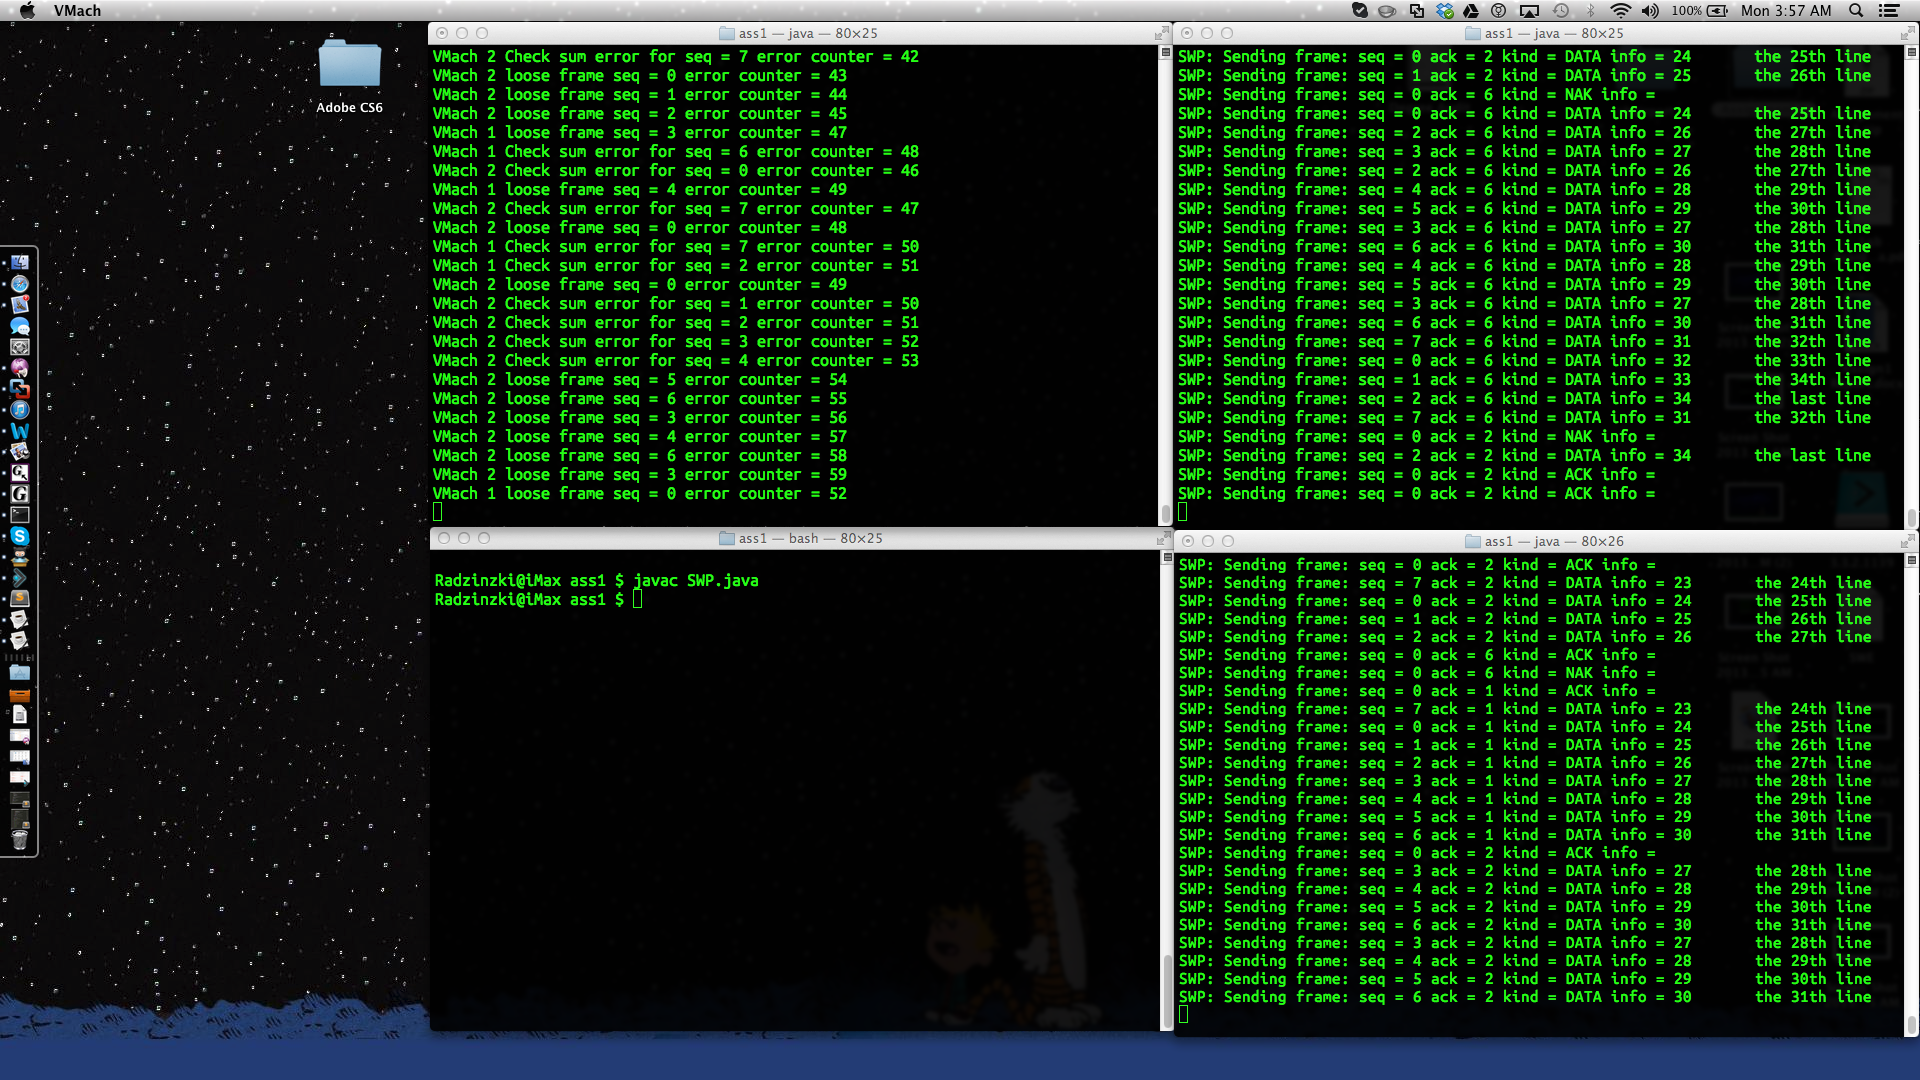 VMach
100%
Mon 3:57 AM
Adobe CS6
ass1 — java — 80×25
VMach 2 Check sum error for seq = 7 error counter = 42
VMach 2 loose frame seq = 0 error counter = 43
VMach 2 loose frame seq = 1 error counter = 44
VMach 2 loose frame seq = 2 error counter = 45
VMach 1 loose frame seq = 3 error counter = 47
VMach 1 Check sum error for seq = 6 error counter = 48
VMach 2 Check sum error for seq = 0 error counter = 46
VMach 1 loose frame seq = 4 error counter = 49
VMach 2 Check sum error for seq = 7 error counter = 47
VMach 2 loose frame seq = 0 error counter = 48
VMach 1 Check sum error for seq = 7 error counter = 50
VMach 1 Check sum error for seq = 2 error counter = 51
VMach 2 loose frame seq = 0 error counter = 49
VMach 2 Check sum error for seq = 1 error counter = 50
VMach 2 Check sum error for seq = 2 error counter = 51
VMach 2 Check sum error for seq = 3 error counter = 52
VMach 2 Check sum error for seq = 4 error counter = 53
VMach 2 loose frame seq = 5 error counter = 54
VMach 2 loose frame seq = 6 error counter = 55
VMach 2 loose frame seq = 3 error counter = 56
VMach 2 loose frame seq = 4 error counter = 57
VMach 2 loose frame seq = 6 error counter = 58
VMach 2 loose frame seq = 3 error counter = 59
VMach 1 loose frame seq = 0 error counter = 52
ass1 — java — 80×25
SWP: Sending frame: seq = 0 ack = 2 kind = DATA info = 24 the 25th line
SWP: Sending frame: seq = 1 ack = 2 kind = DATA info = 25 the 26th line
SWP: Sending frame: seq = 0 ack = 6 kind = NAK info =
SWP: Sending frame: seq = 0 ack = 6 kind = DATA info = 24 the 25th line
SWP: Sending frame: seq = 2 ack = 6 kind = DATA info = 26 the 27th line
SWP: Sending frame: seq = 3 ack = 6 kind = DATA info = 27 the 28th line
SWP: Sending frame: seq = 2 ack = 6 kind = DATA info = 26 the 27th line
SWP: Sending frame: seq = 4 ack = 6 kind = DATA info = 28 the 29th line
SWP: Sending frame: seq = 5 ack = 6 kind = DATA info = 29 the 30th line
SWP: Sending frame: seq = 3 ack = 6 kind = DATA info = 27 the 28th line
SWP: Sending frame: seq = 6 ack = 6 kind = DATA info = 30 the 31th line
SWP: Sending frame: seq = 4 ack = 6 kind = DATA info = 28 the 29th line
SWP: Sending frame: seq = 5 ack = 6 kind = DATA info = 29 the 30th line
SWP: Sending frame: seq = 3 ack = 6 kind = DATA info = 27 the 28th line
SWP: Sending frame: seq = 6 ack = 6 kind = DATA info = 30 the 31th line
SWP: Sending frame: seq = 7 ack = 6 kind = DATA info = 31 the 32th line
SWP: Sending frame: seq = 0 ack = 6 kind = DATA info = 32 the 33th line
SWP: Sending frame: seq = 1 ack = 6 kind = DATA info = 33 the 34th line
SWP: Sending frame: seq = 2 ack = 6 kind = DATA info = 34 the last line
SWP: Sending frame: seq = 7 ack = 6 kind = DATA info = 31 the 32th line
SWP: Sending frame: seq = 0 ack = 2 kind = NAK info =
SWP: Sending frame: seq = 2 ack = 2 kind = DATA info = 34 the last line
SWP: Sending frame: seq = 0 ack = 2 kind = ACK info =
SWP: Sending frame: seq = 0 ack = 2 kind = ACK info =
ass1 — bash — 80×25
Radzinzki@iMax ass1 $ javac SWP.java
Radzinzki@iMax ass1 $
ass1 — java — 80×26
SWP: Sending frame: seq = 0 ack = 2 kind = ACK info =
SWP: Sending frame: seq = 7 ack = 2 kind = DATA info = 23 the 24th line
SWP: Sending frame: seq = 0 ack = 2 kind = DATA info = 24 the 25th line
SWP: Sending frame: seq = 1 ack = 2 kind = DATA info = 25 the 26th line
SWP: Sending frame: seq = 2 ack = 2 kind = DATA info = 26 the 27th line
SWP: Sending frame: seq = 0 ack = 6 kind = ACK info =
SWP: Sending frame: seq = 0 ack = 6 kind = NAK info =
SWP: Sending frame: seq = 0 ack = 1 kind = ACK info =
SWP: Sending frame: seq = 7 ack = 1 kind = DATA info = 23 the 24th line
SWP: Sending frame: seq = 0 ack = 1 kind = DATA info = 24 the 25th line
SWP: Sending frame: seq = 1 ack = 1 kind = DATA info = 25 the 26th line
SWP: Sending frame: seq = 2 ack = 1 kind = DATA info = 26 the 27th line
SWP: Sending frame: seq = 3 ack = 1 kind = DATA info = 27 the 28th line
SWP: Sending frame: seq = 4 ack = 1 kind = DATA info = 28 the 29th line
SWP: Sending frame: seq = 5 ack = 1 kind = DATA info = 29 the 30th line
SWP: Sending frame: seq = 6 ack = 1 kind = DATA info = 30 the 31th line
SWP: Sending frame: seq = 0 ack = 2 kind = ACK info =
SWP: Sending frame: seq = 3 ack = 2 kind = DATA info = 27 the 28th line
SWP: Sending frame: seq = 4 ack = 2 kind = DATA info = 28 the 29th line
SWP: Sending frame: seq = 5 ack = 2 kind = DATA info = 29 the 30th line
SWP: Sending frame: seq = 6 ack = 2 kind = DATA info = 30 the 31th line
SWP: Sending frame: seq = 3 ack = 2 kind = DATA info = 27 the 28th line
SWP: Sending frame: seq = 4 ack = 2 kind = DATA info = 28 the 29th line
SWP: Sending frame: seq = 5 ack = 2 kind = DATA info = 29 the 30th line
SWP: Sending frame: seq = 6 ack = 2 kind = DATA info = 30 the 31th line